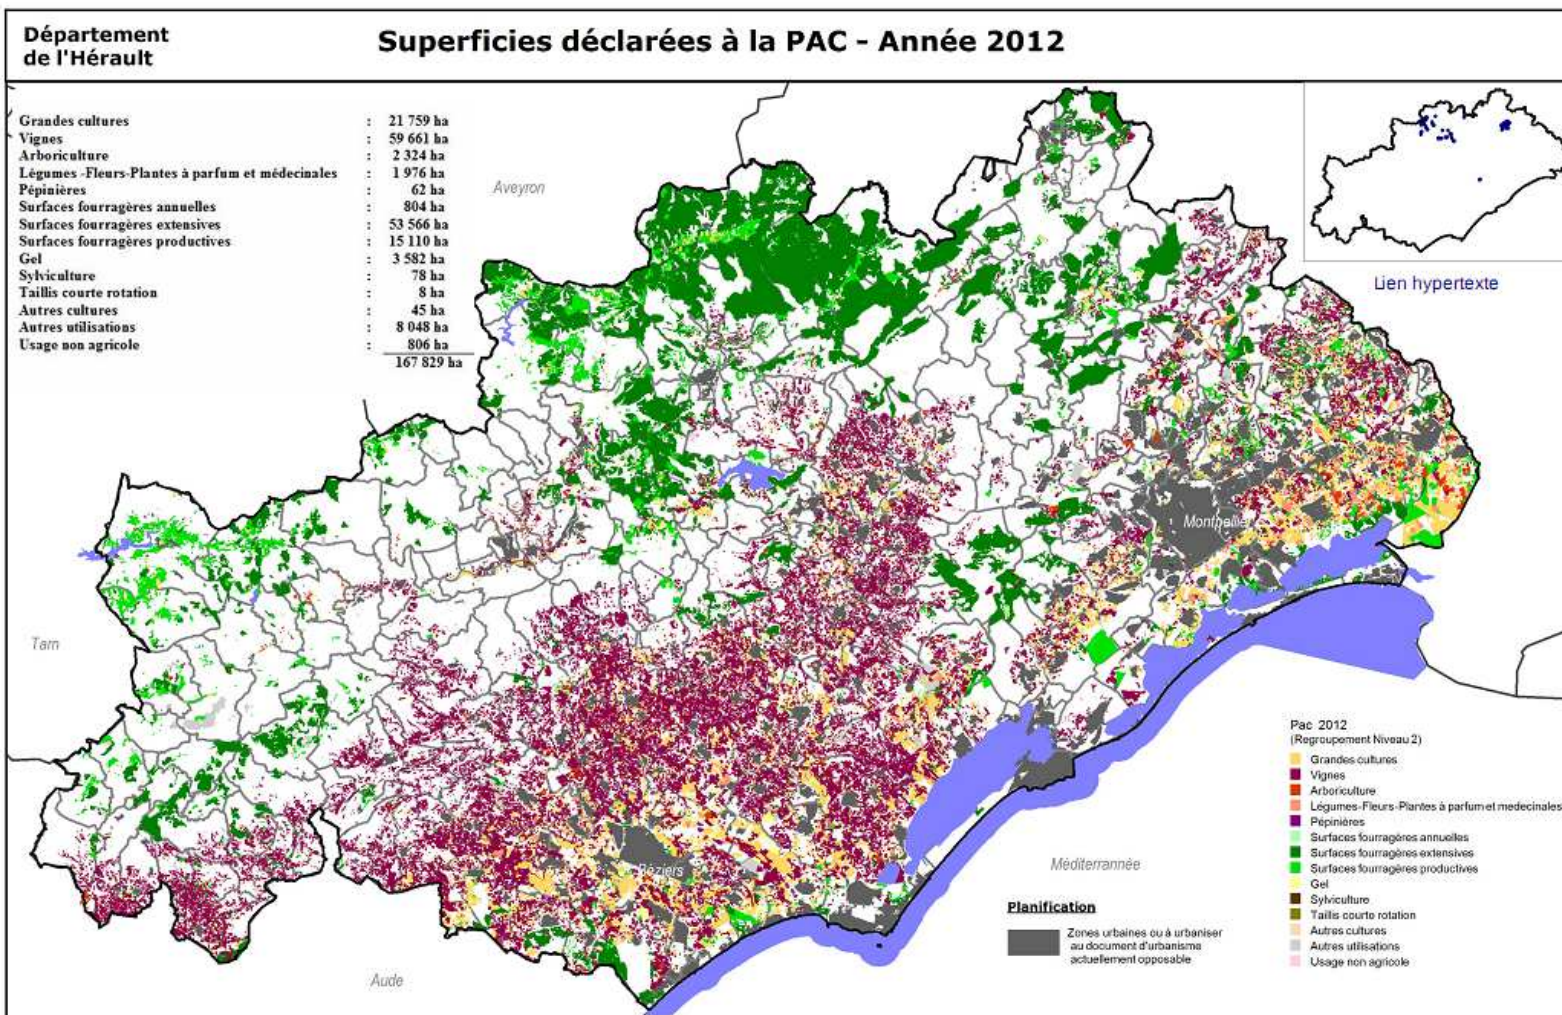 Département
de l'Hérault
Superficies déclarées à la PAC - Année 2012
Grandes cultures : 21 759 ha
Vignes : 59 661 ha
Arboriculture : 2 324 ha
Légumes -Fleurs-Plantes à parfum et médecinales : 1 976 ha
Pépinières : 62 ha
Surfaces fourragères annuelles : 804 ha
Surfaces fourragères extensives : 53 566 ha
Surfaces fourragères productives : 15 110 ha
Gel : 3 582 ha
Sylviculture : 78 ha
Taillis courte rotation : 8 ha
Autres cultures : 45 ha
Autres utilisations : 8 048 ha
Usage non agricole : 806 ha
167 829 ha
Aveyron
Lien hypertexte
Montpellier
Tarn
Béziers
Méditerrannée
Aude
Planification
Zones urbaines ou à urbaniser
au document d'urbanisme
actuellement opposable
Pac 2012
(Regroupement Niveau 2)
Grandes cultures
Vignes
Arboriculture
Légumes-Fleurs-Plantes à parfum et medecinales
Pépinières
Surfaces fourragères annuelles
Surfaces fourragères extensives
Surfaces fourragères productives
Gel
Sylviculture
Taillis courte rotation
Autres cultures
Autres utilisations
Usage non agricole